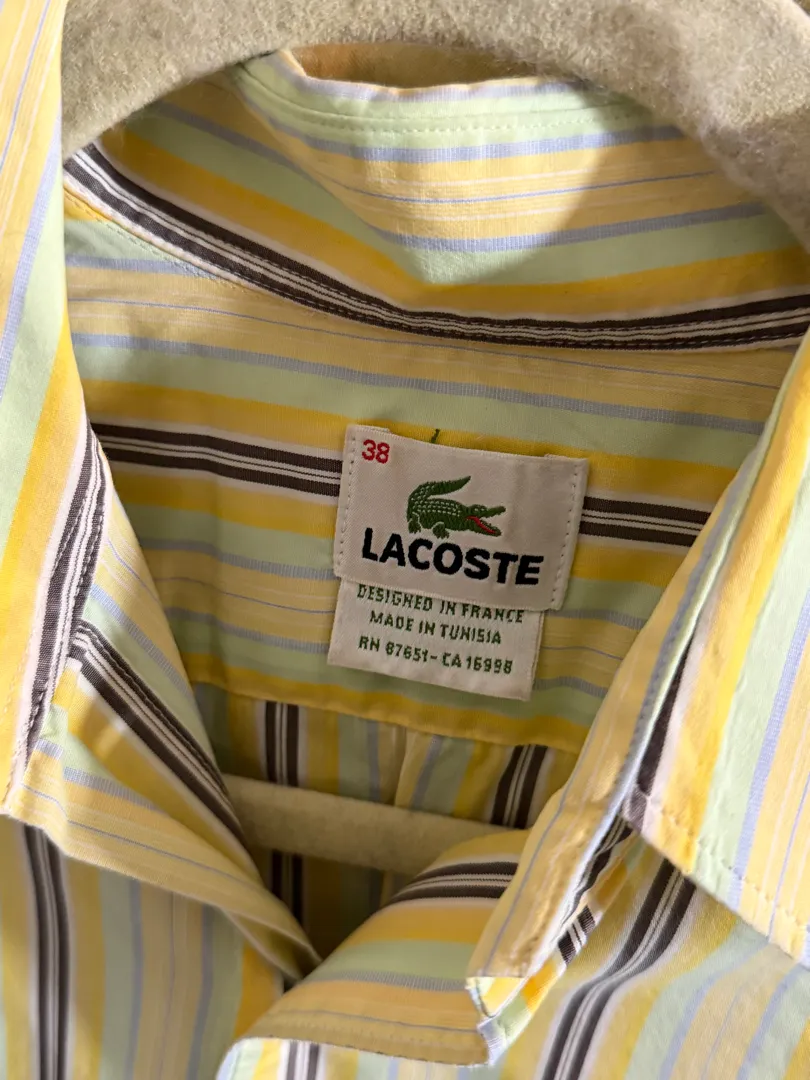 38
LACOSTE
DESIGNED IN FRANCE
MADE IN TUNISIA
RN 87651 - CA 16998